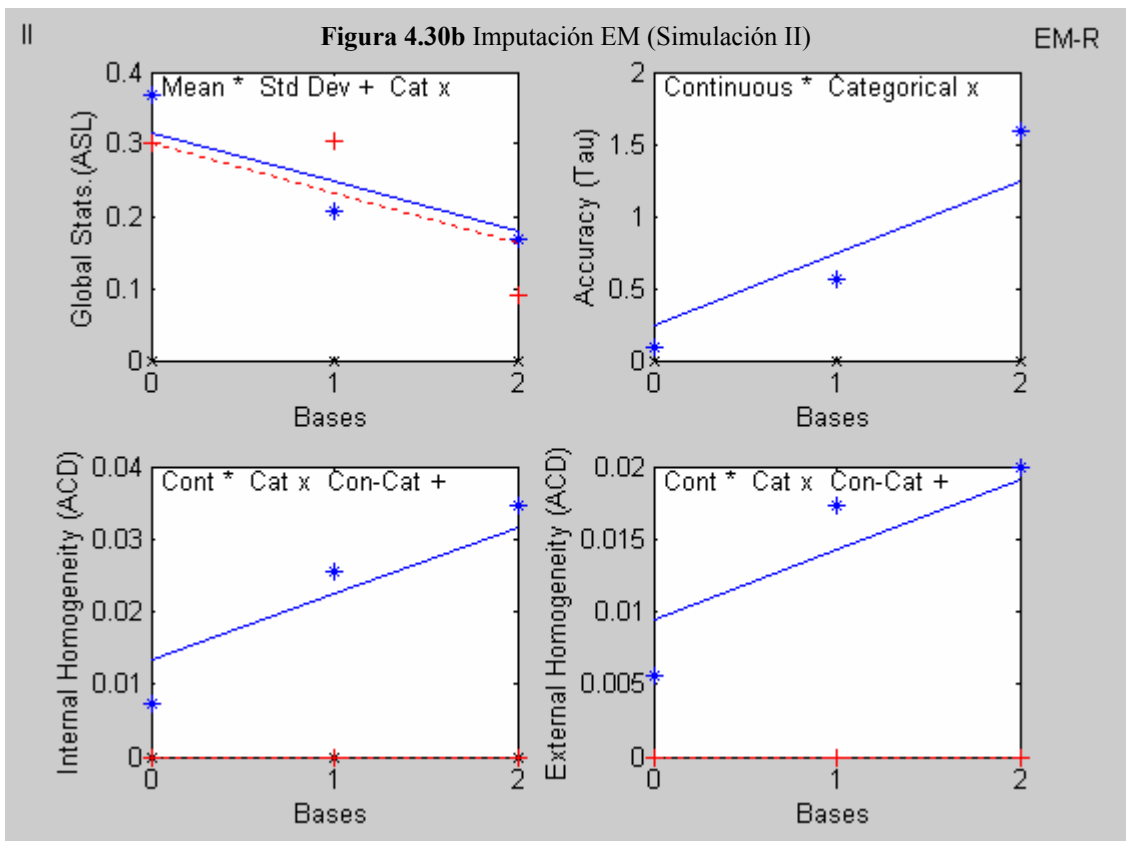 II
Figura 4.30b Imputación EM (Simulación II)
EM-R
Mean * Std Dev + Cat x
Global Stats.(ASL)
0.4
0.3
0.2
0.1
0
0 1 2
Bases
Continuous * Categorical x
Accuracy (Tau)
2
1.5
1
0.5
0
0 1 2
Bases
Cont * Cat x Con-Cat +
Internal Homogeneity (ACD)
0.04
0.03
0.02
0.01
0
0 1 2
Bases
Cont * Cat x Con-Cat +
External Homogeneity (ACD)
0.02
0.015
0.01
0.005
0
0 1 2
Bases